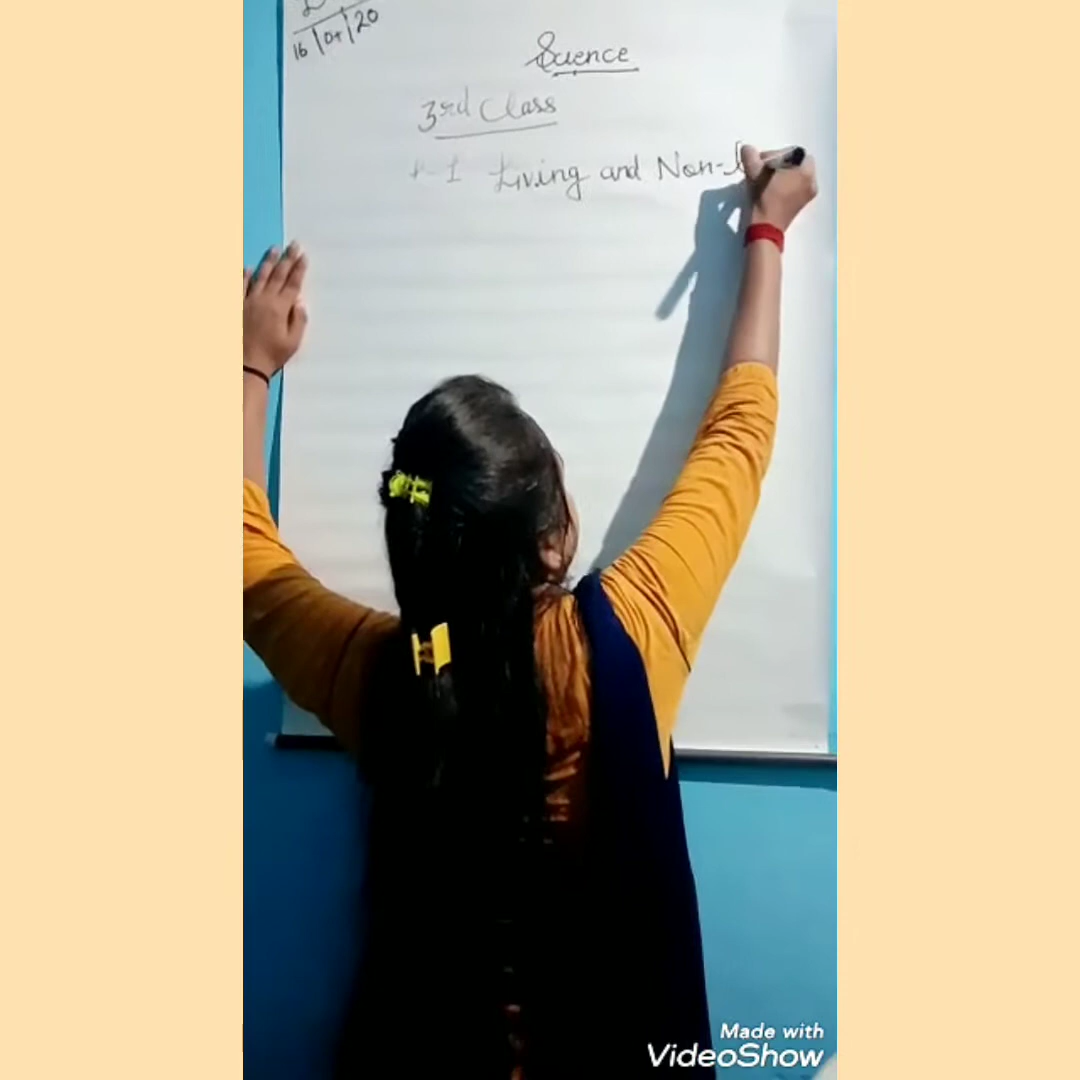 16/04/20
Science
3rd Class
1 Living and Non-
Made with
VideoShow